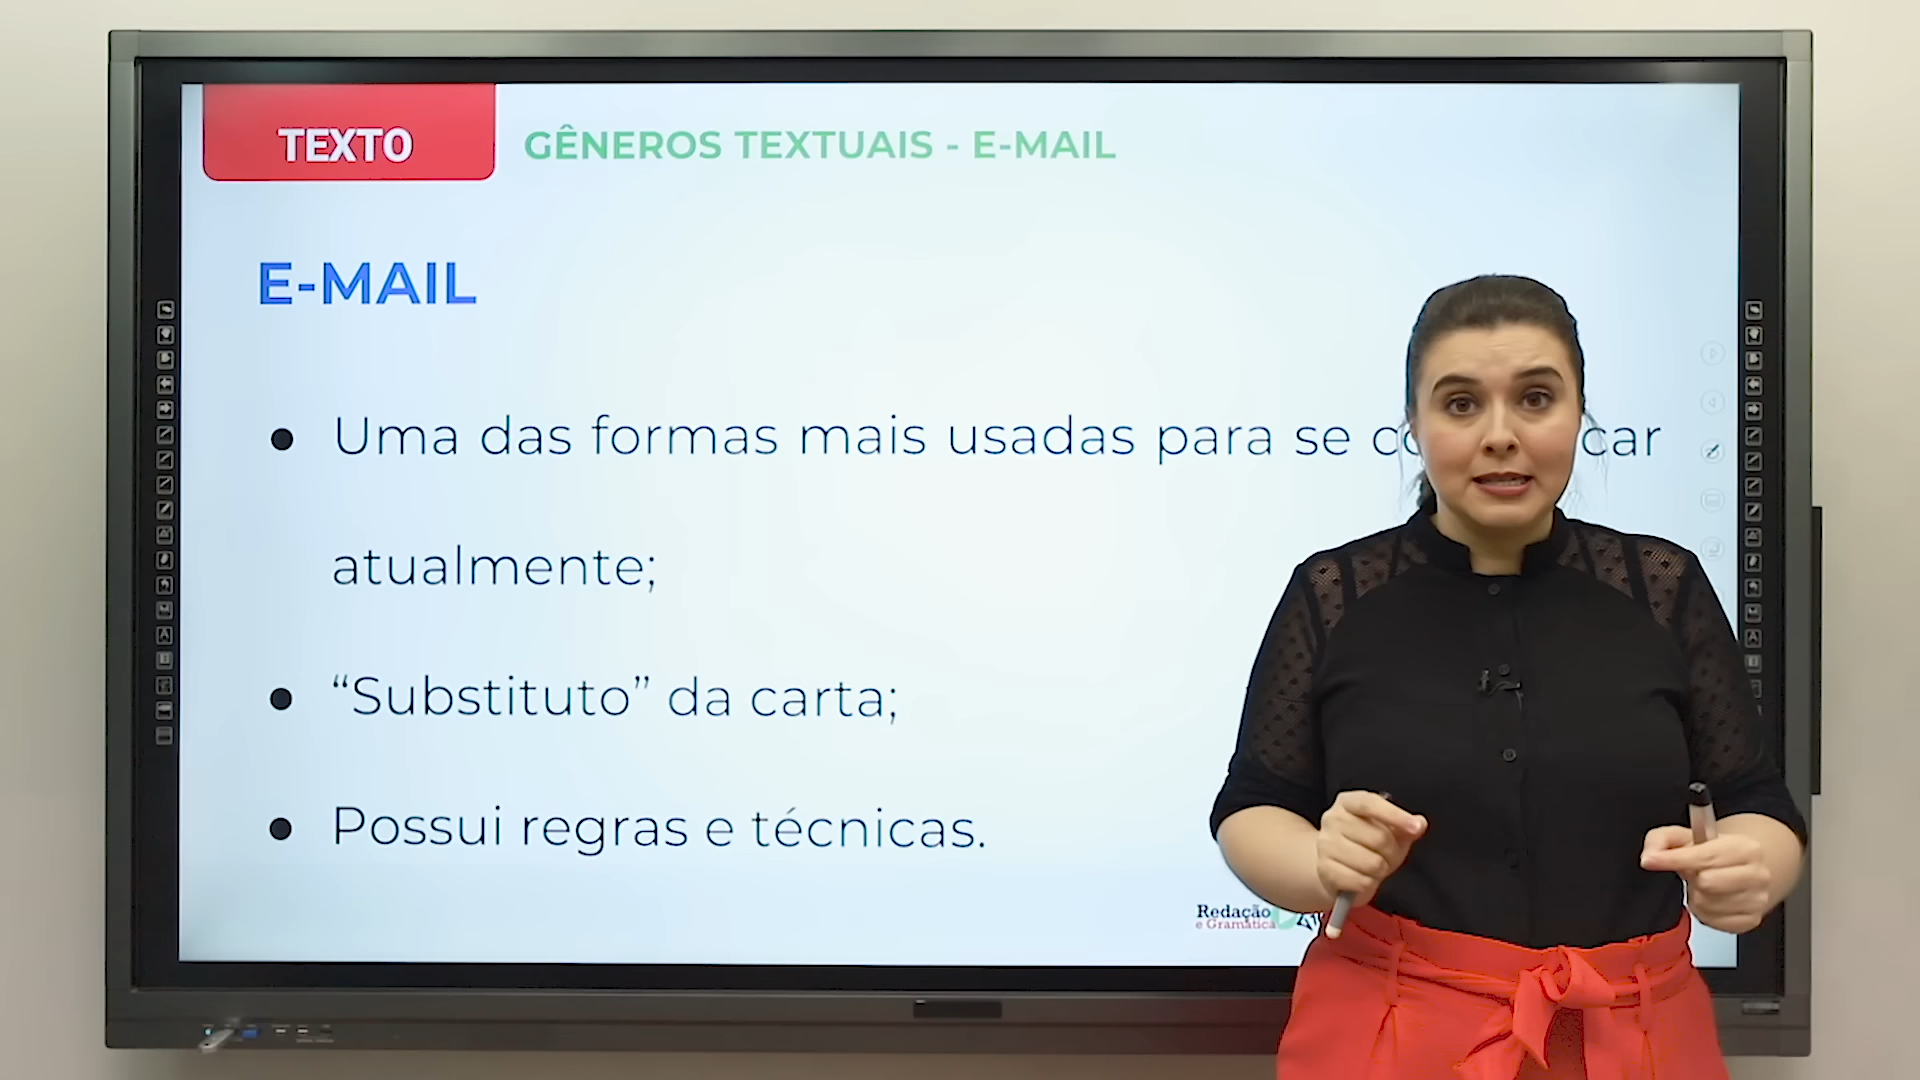 TEXTO
GÊNEROS TEXTUAIS - E-MAIL
E-MAIL
● Uma das formas mais usadas para se
atualmente;
● “Substituto” da carta;
● Possui regras e técnicas.
Redação
e Gramática